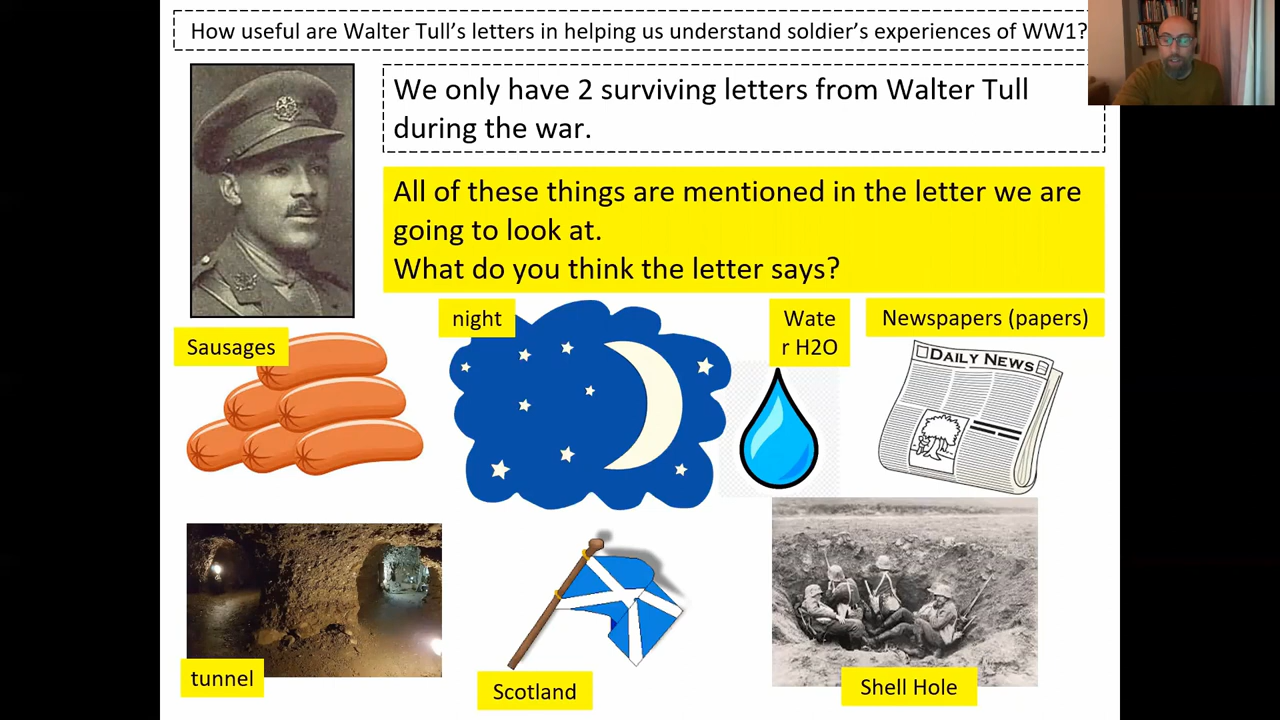 How useful are Walter Tull's letters in helping us understand soldier's experiences of WW1?
We only have 2 surviving letters from Walter Tull
during the war.
All of these things are mentioned in the letter we are
going to look at.
What do you think the letter says?
night
Wate
r H2O
Newspapers (papers)
Sausages
DAILY NEWS
tunnel
Scotland
Shell Hole